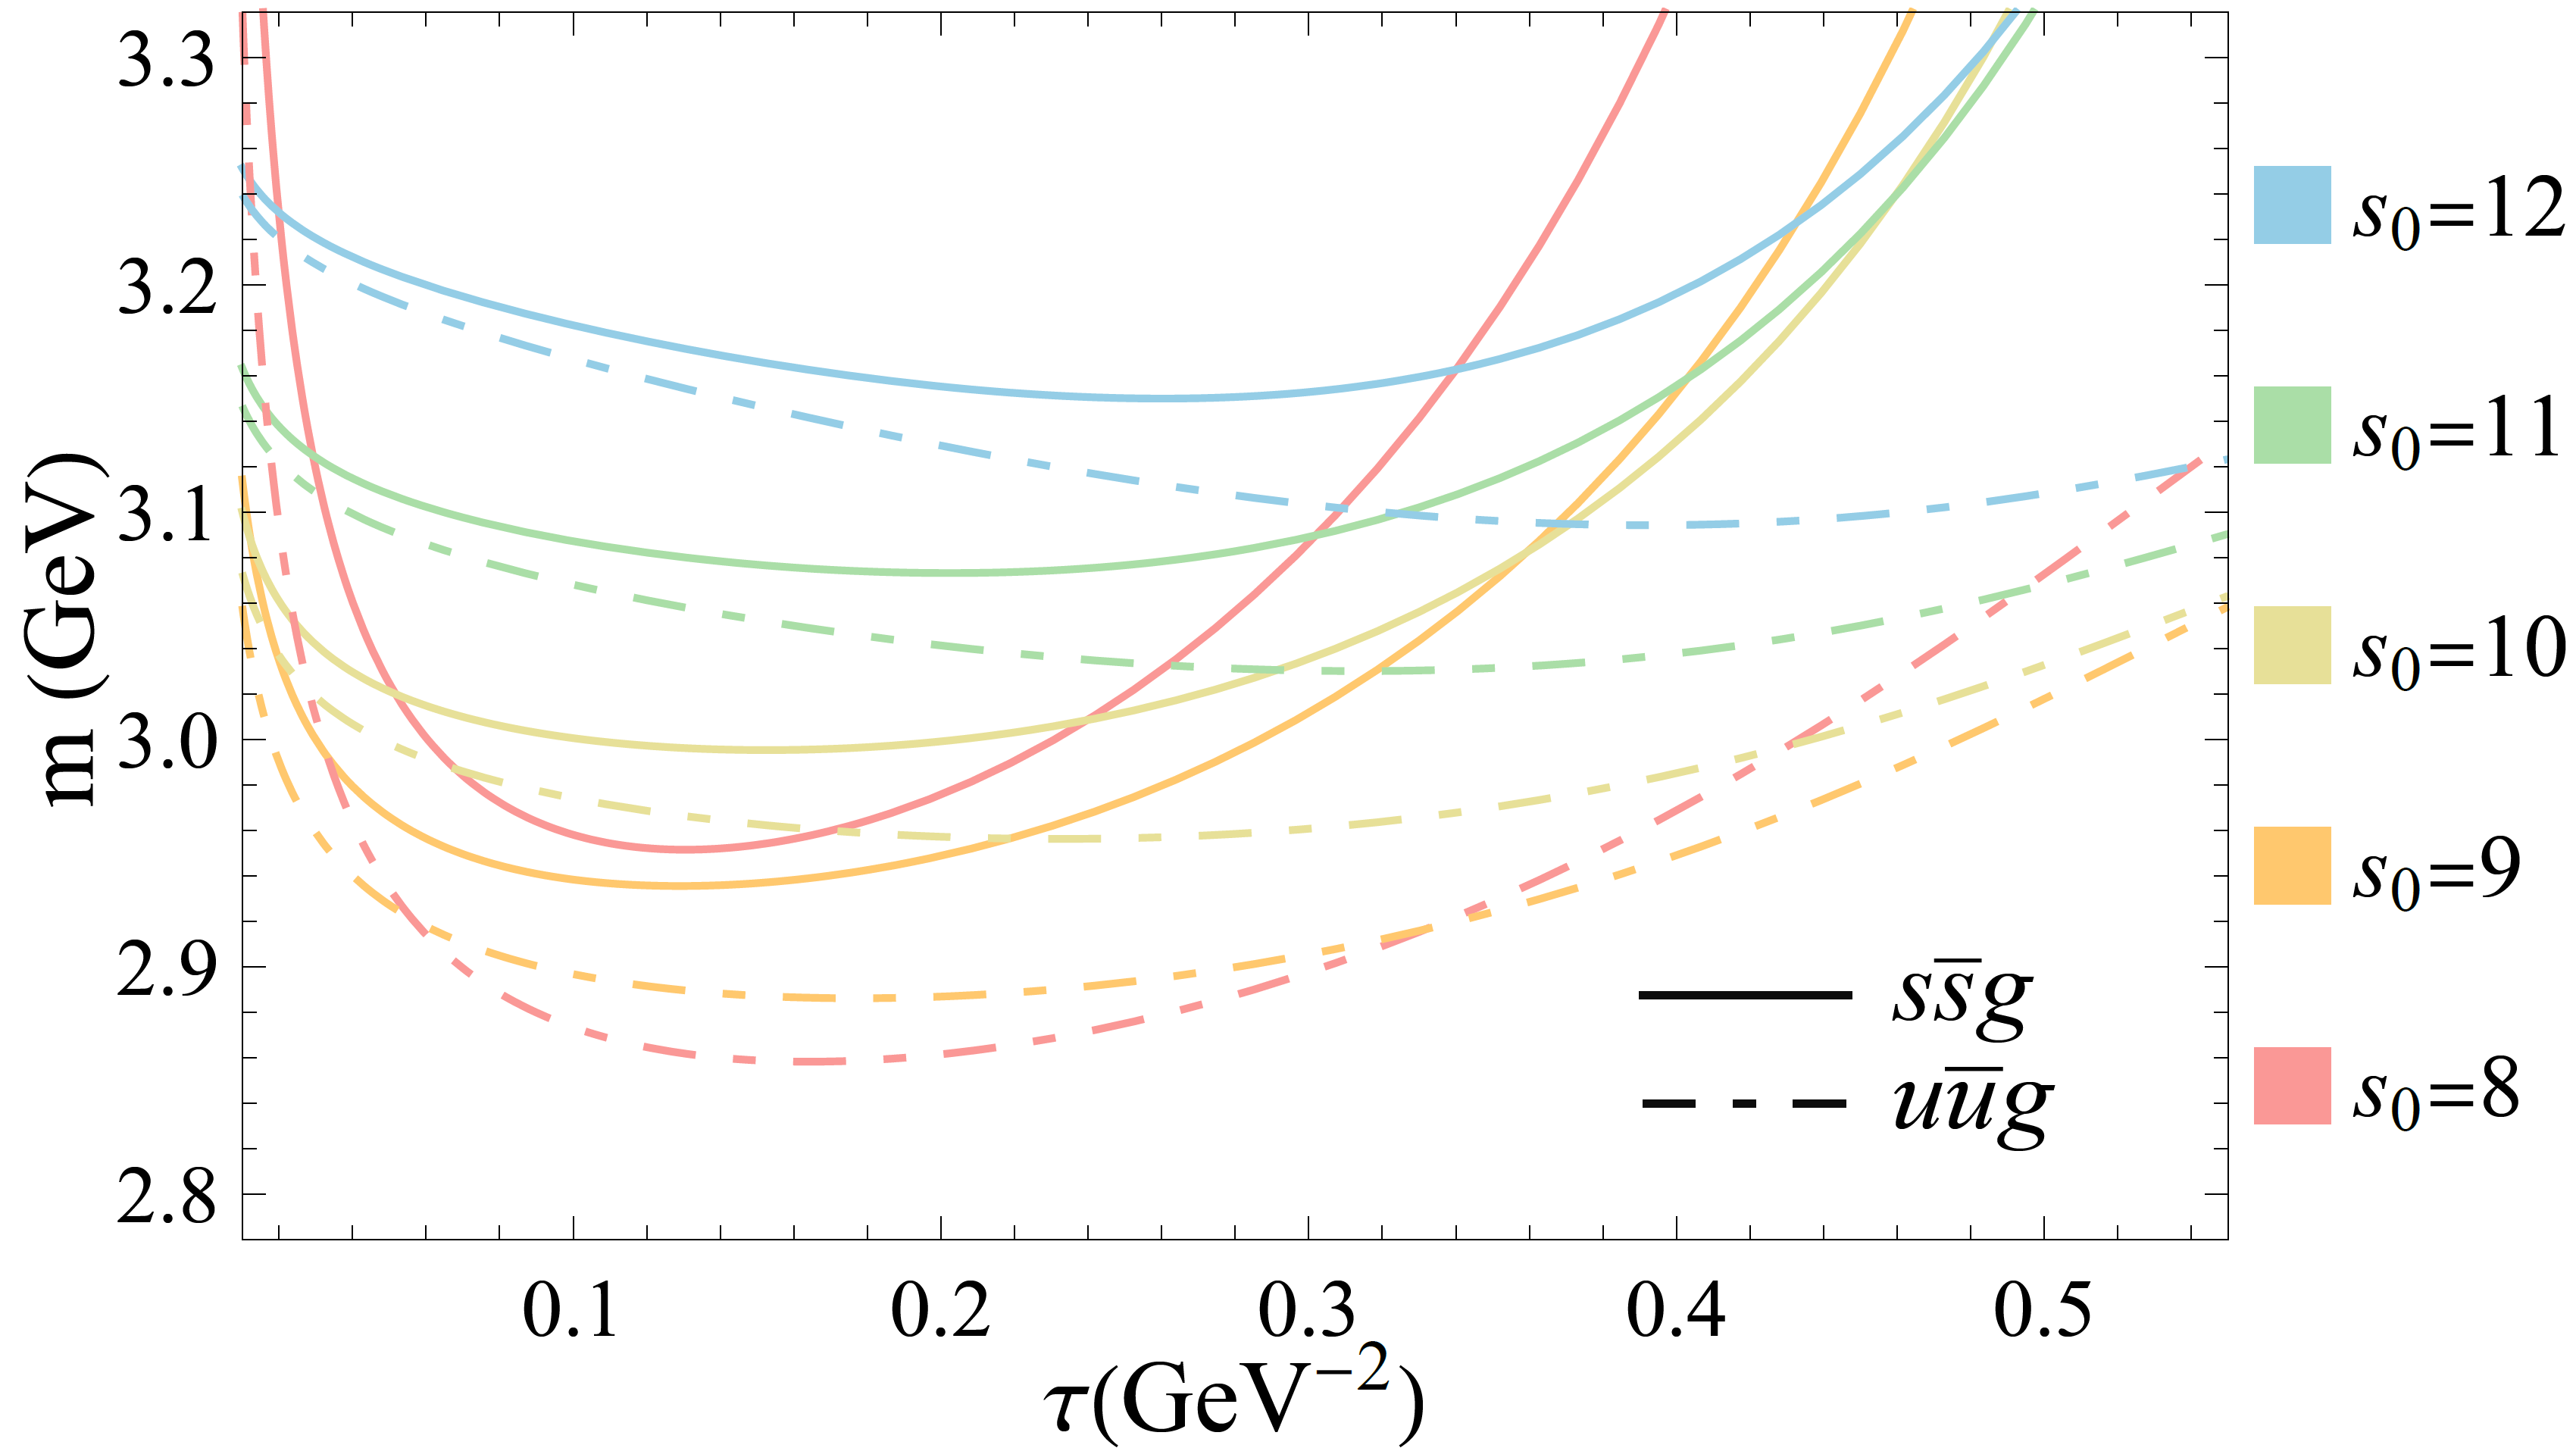 m (GeV)
3.3
3.2
3.1
3.0
2.9
2.8
0.1 0.2 0.3 0.4 0.5
τ(GeV⁻²)
ss̅g
uu̅g
s₀=12
s₀=11
s₀=10
s₀=9
s₀=8